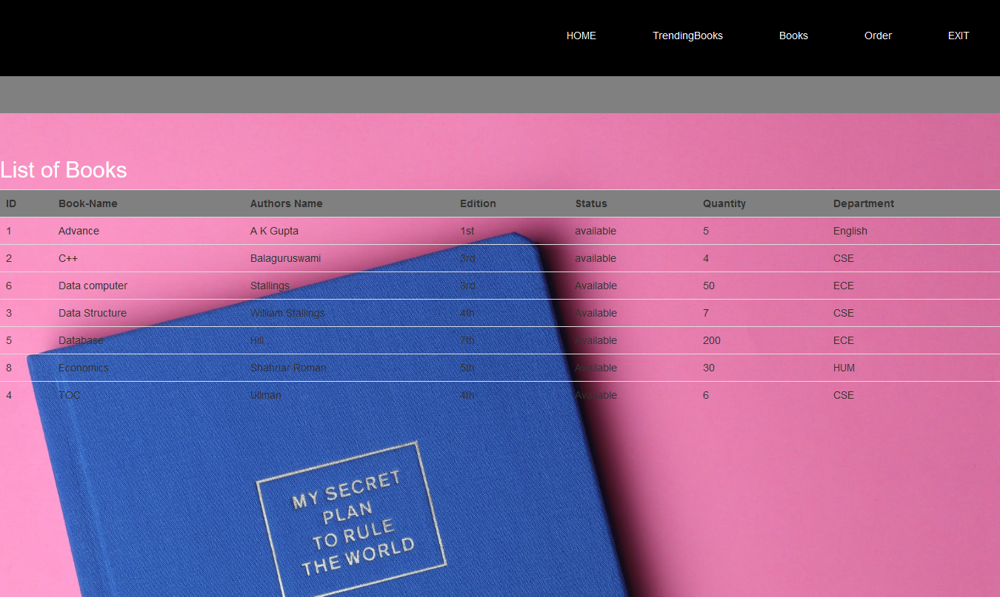 HOME TrendingBooks Books Order EXIT
List of Books
ID Book-Name Authors Name Edition Status Quantity Department
1 Advance A K Gupta 1st available 5 English
2 C++ Balaguruswami 3rd available 4 CSE
6 Data computer Stallings 3rd Available 50 ECE
3 Data Structure William Stallings 4th Available 7 CSE
5 Database Hill 7th Available 200 ECE
8 Economics Shahriar Roman 5th Available 30 HUM
4 TOC Ullman 4th Available 6 CSE
MY SECRET
PLAN
TO RULE
THE WORLD